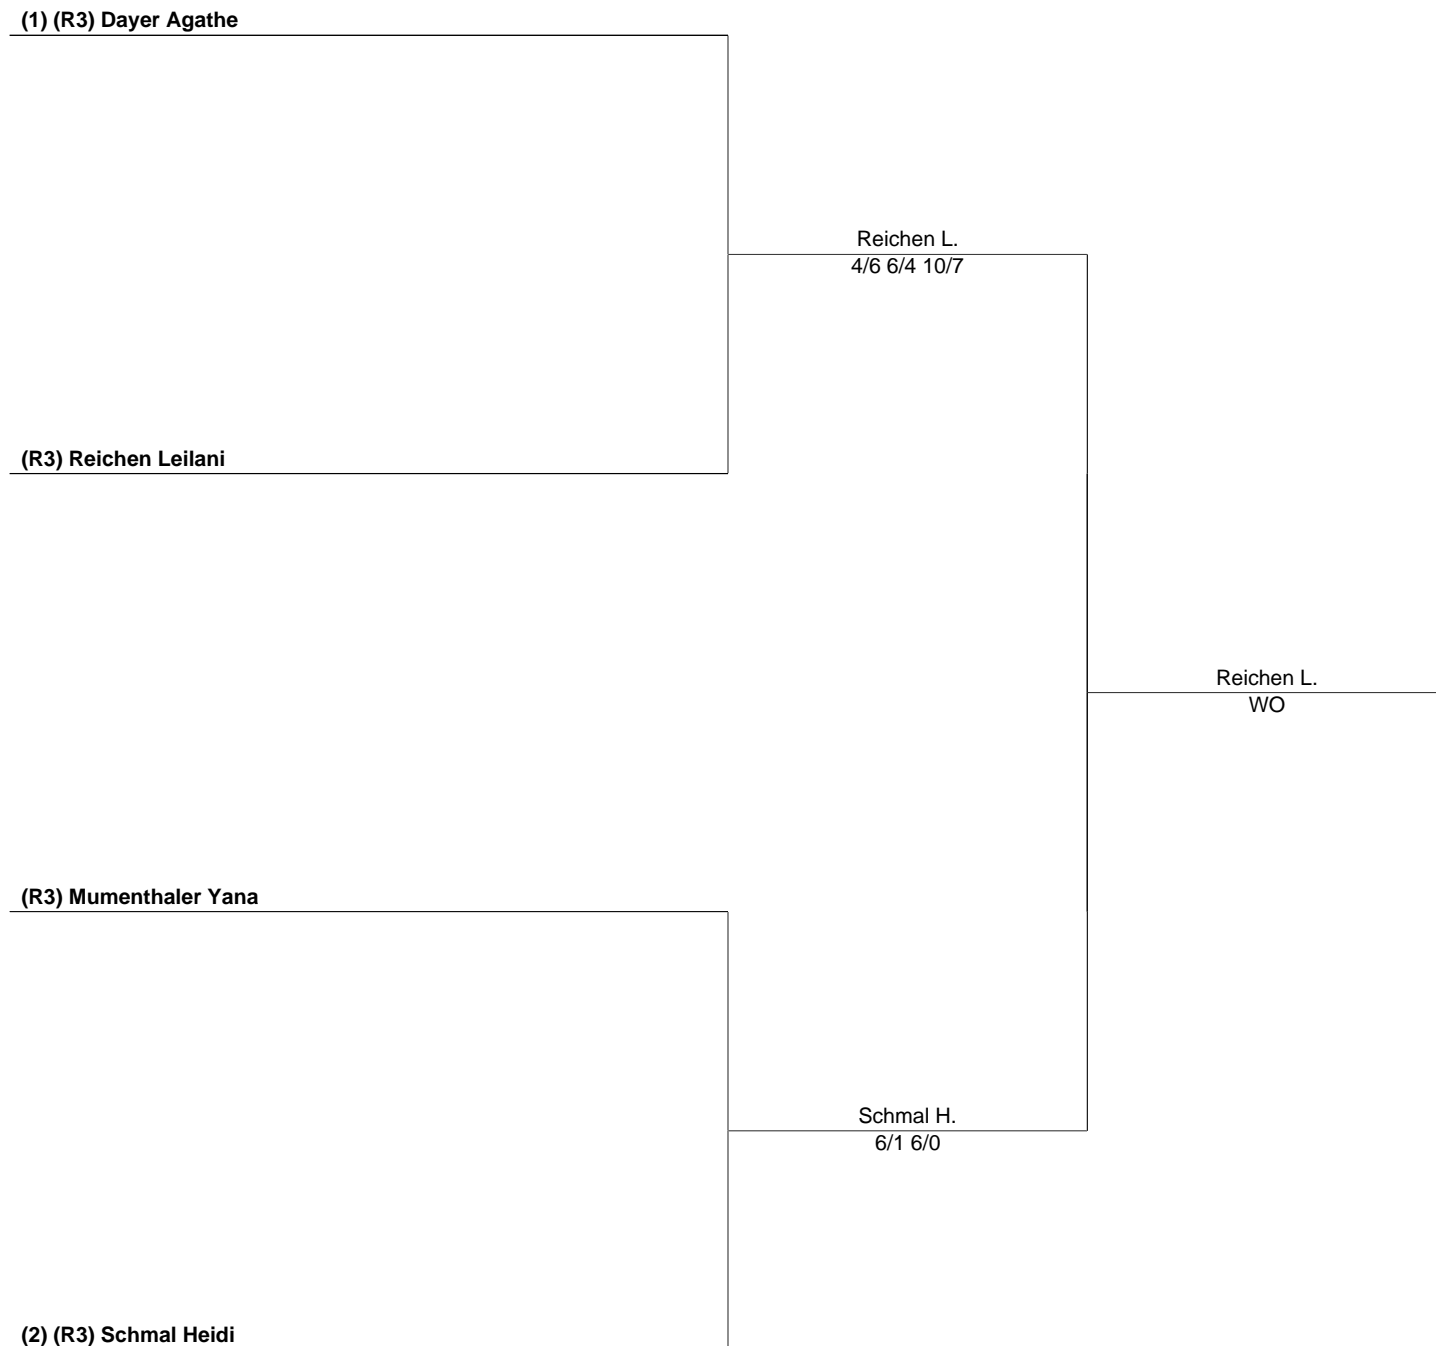 (1) (R3) Dayer Agathe
Reichen L.
4/6 6/4 10/7
(R3) Reichen Leilani
Reichen L.
WO
(R3) Mumenthaler Yana
Schmal H.
6/1 6/0
(2) (R3) Schmal Heidi